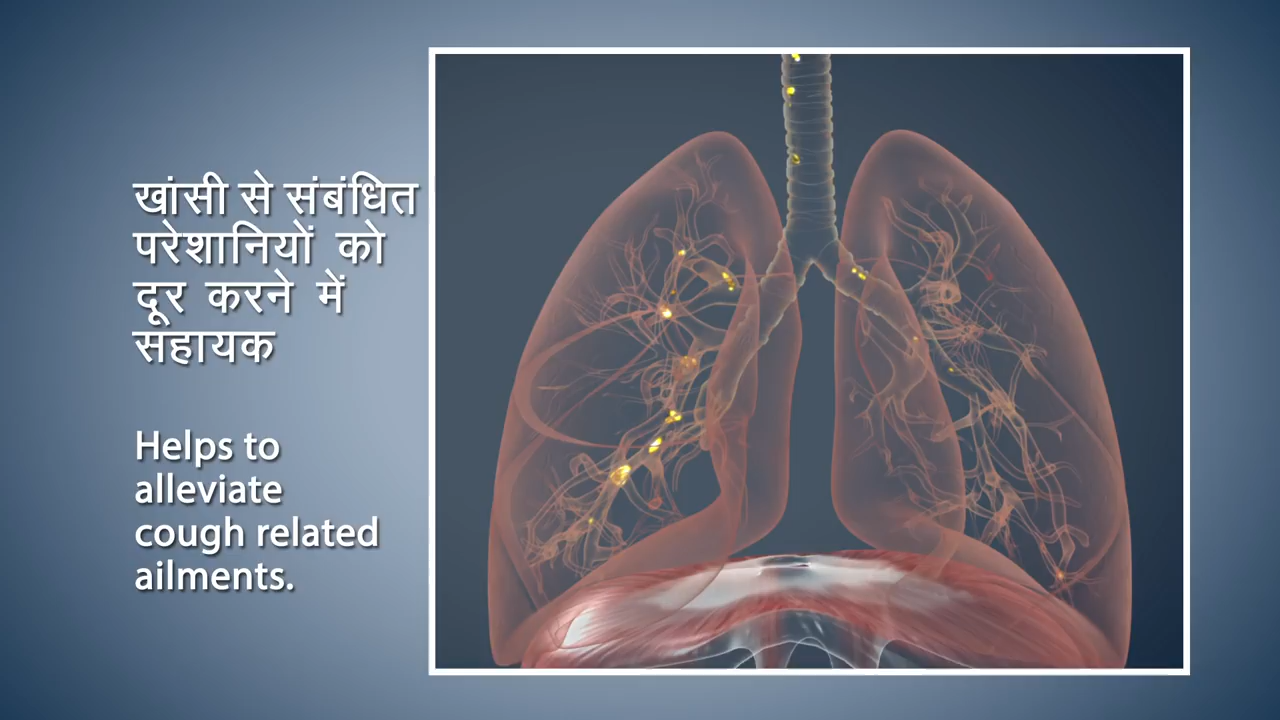 खांसी से संबंधित
परेशानियों को
दूर करने में
सहायक
Helps to
alleviate
cough related
ailments.